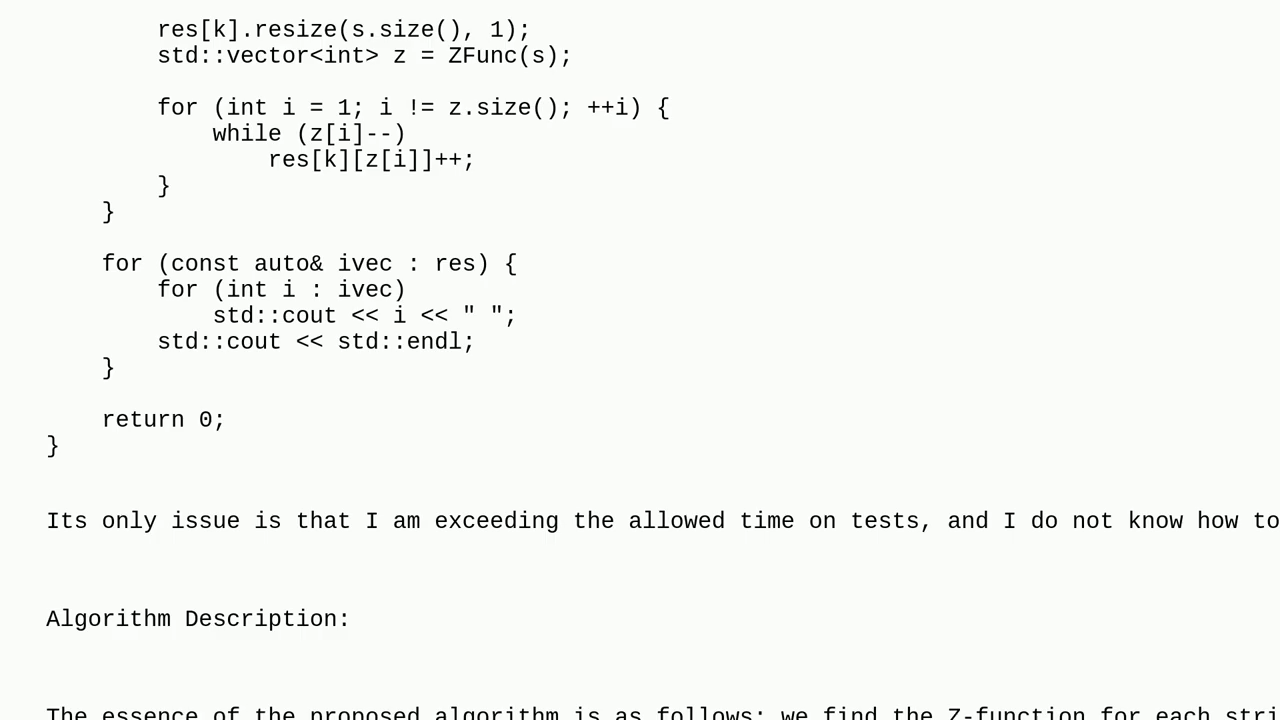 res[k].resize(s.size(), 1);
std::vector<int> z = ZFunc(s);
for (int i = 1; i != z.size(); ++i) {
while (z[i]--)
res[k][z[i]]++;
}
}
for (const auto& ivec : res) {
for (int i : ivec)
std::cout << i << " ";
std::cout << std::endl;
}
return 0;
}
Its only issue is that I am exceeding the allowed time on tests, and I do not know how to
Algorithm Description:
The essence of the proposed algorithm is as follows: we find the Z-function for each stri